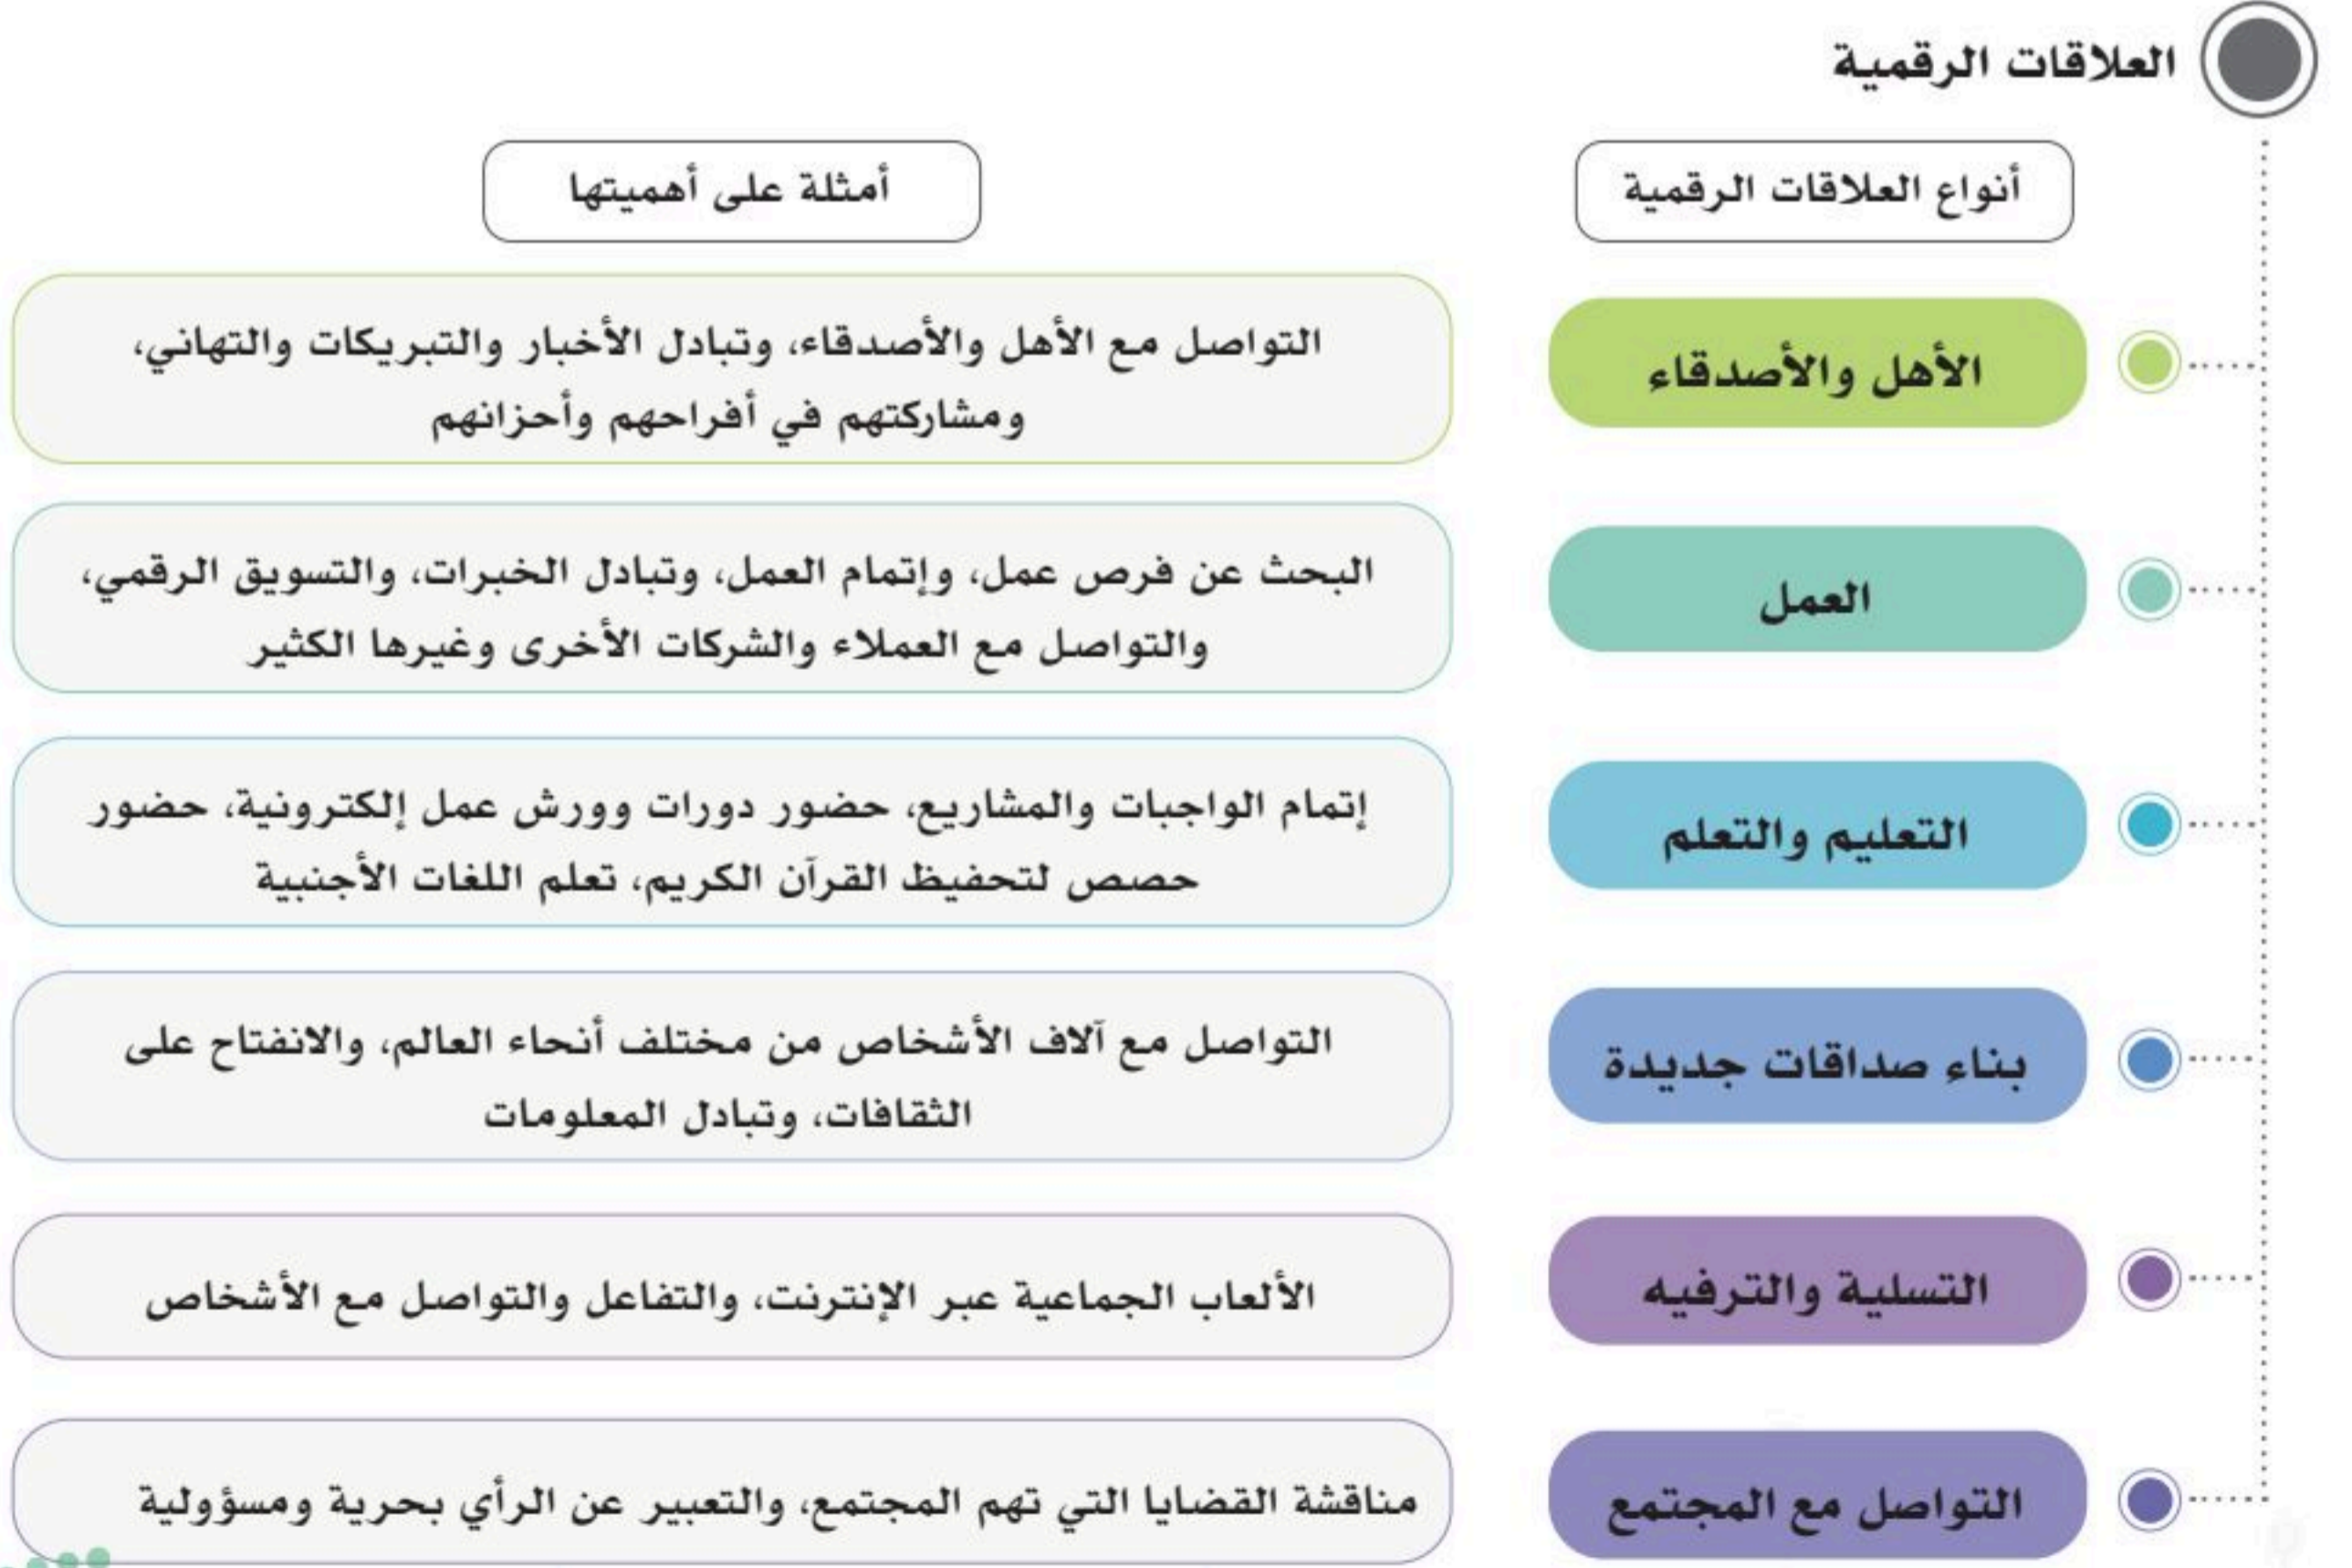 العلاقات الرقمية
أنواع العلاقات الرقمية
أمثلة على أهميتها
الأهل والأصدقاء
التواصل مع الأهل والأصدقاء، وتبادل الأخبار والتبريكات والتهاني،
ومشاركتهم في أفراحهم وأحزانهم
العمل
البحث عن فرص عمل، وإتمام العمل، وتبادل الخبرات، والتسويق الرقمي،
والتواصل مع العملاء والشركات الأخرى وغيرها الكثير
التعليم والتعلم
إتمام الواجبات والمشاريع، حضور دورات وورش عمل إلكترونية، حضور
حصص لتحفيظ القرآن الكريم، تعلم اللغات الأجنبية
بناء صداقات جديدة
التواصل مع آلاف الأشخاص من مختلف أنحاء العالم، والانفتاح على
الثقافات، وتبادل المعلومات
التسلية والترفيه
الألعاب الجماعية عبر الإنترنت، والتفاعل والتواصل مع الأشخاص
التواصل مع المجتمع
مناقشة القضايا التي تهم المجتمع، والتعبير عن الرأي بحرية ومسؤولية